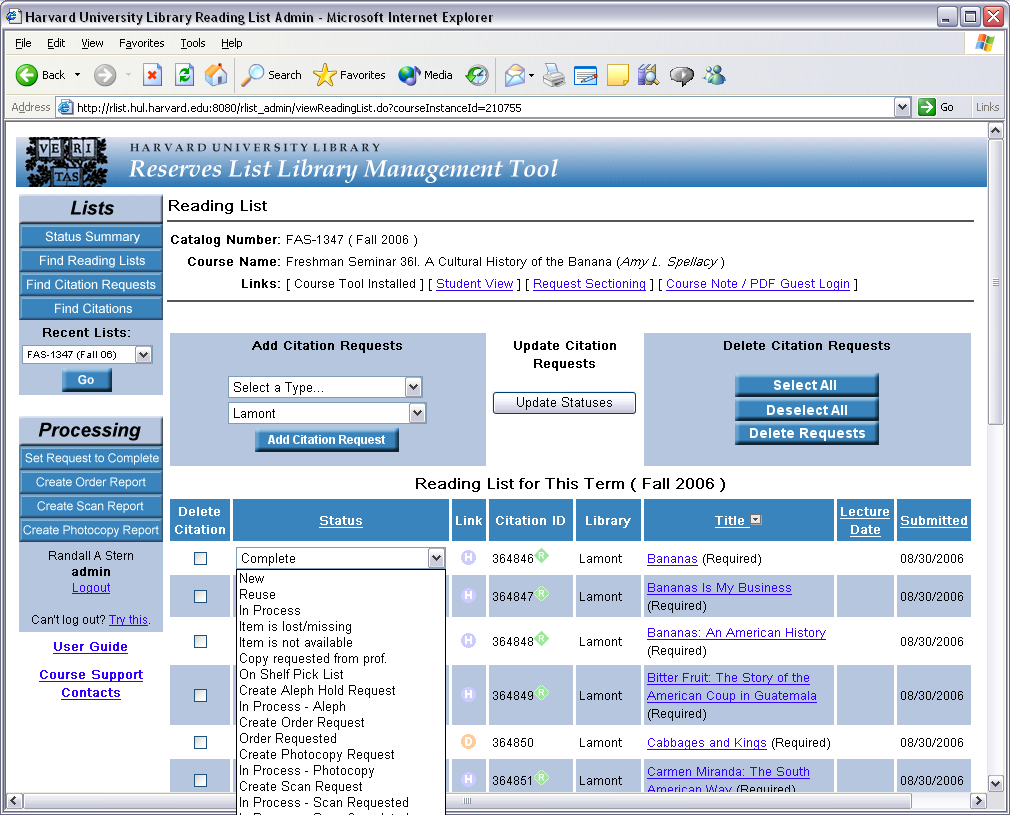 Harvard University Library Reading List Admin - Microsoft Internet Explorer
File Edit View Favorites Tools Help
Back Search Favorites Media
Address http://rlist.hul.harvard.edu:8080/rlist_admin/viewReadingList.do?courseInstanceId=210755 Go Links
VE RI TAS
HARVARD UNIVERSITY LIBRARY
Reserves List Library Management Tool
Lists
Status Summary
Find Reading Lists
Find Citation Requests
Find Citations
Recent Lists:
FAS-1347 (Fall 06)
Go
Processing
Set Request to Complete
Create Order Report
Create Scan Report
Create Photocopy Report
Randall A Stern
admin
Logout
Can't log out? Try this.
User Guide
Course Support
Contacts
Reading List
Catalog Number: FAS-1347 ( Fall 2006 )
Course Name: Freshman Seminar 36l. A Cultural History of the Banana (Amy L. Spellacy )
Links: [ Course Tool Installed ] [ Student View ] [ Request Sectioning ] [ Course Note / PDF Guest Login ]
Add Citation Requests
Select a Type...
Lamont
Add Citation Request
Update Citation
Requests
Update Statuses
Delete Citation Requests
Select All
Deselect All
Delete Requests
Reading List for This Term ( Fall 2006 )
Delete
Citation
Status Link Citation ID Library Title
Lecture
Date
Submitted
Complete H 364846 R Lamont Bananas (Required) 08/30/2006
H 364847 R Lamont Bananas Is My Business
(Required) 08/30/2006
H 364848 R Lamont Bananas: An American History
(Required) 08/30/2006
H 364849 R Lamont Bitter Fruit: The Story of the
American Coup in Guatemala
(Required) 08/30/2006
D 364850 Lamont Cabbages and Kings (Required) 08/30/2006
H 364851 R Lamont Carmen Miranda: The South
American Way (Required) 08/30/2006
New
Reuse
In Process
Item is lost/missing
Item is not available
Copy requested from prof.
On Shelf Pick List
Create Aleph Hold Request
In Process - Aleph
Create Order Request
Order Requested
Create Photocopy Request
In Process - Photocopy
Create Scan Request
In Process - Scan Requested